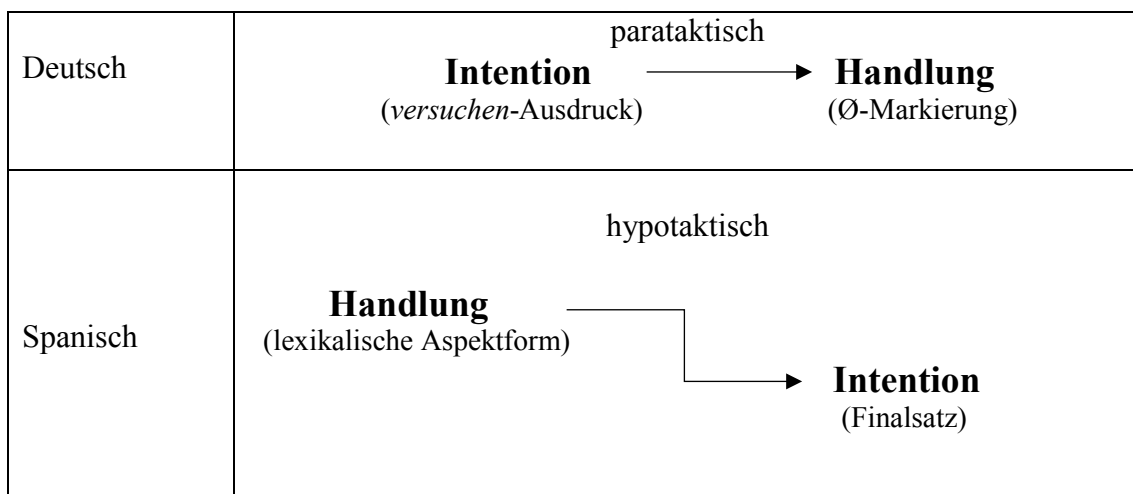 parataktisch
Deutsch
Intention Handlung
(versuchen-Ausdruck) (Ø-Markierung)
hypotaktisch
Handlung
Spanisch
(lexikalische Aspektform)
Intention
(Finalsatz)